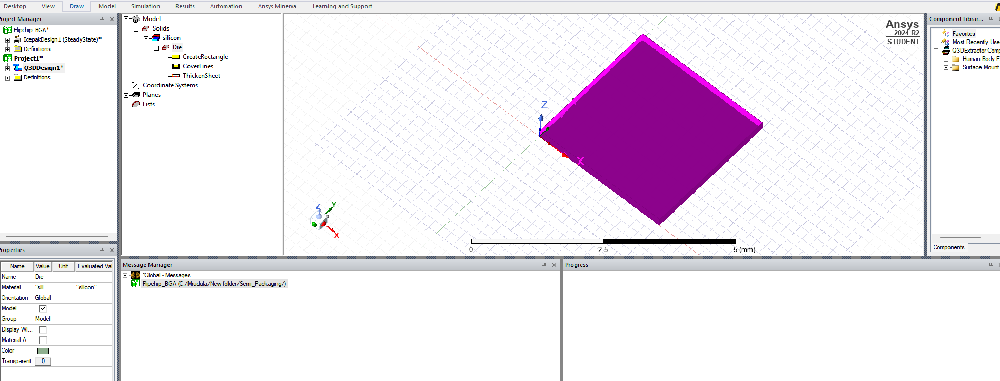 Desktop View Draw Model Simulation Results Automation Ansys Minerva Learning and Support
Project Manager
Flipchip_BGA*
IcepakDesign1 (SteadyState)*
Definitions
Project1*
Q3DDesign1*
Definitions
Model
Solids
silicon
Die
CreateRectangle
CoverLines
ThickenSheet
Coordinate Systems
Planes
Lists
Ansys
2024 R2
STUDENT
Z
X
Z
Y
X
0 2.5 5 (mm)
Component Librar...
Favorites
Most Recently Use
Q3DExtractor Comp
Human Body E
Surface Mount
Components
Properties
Name Value Unit Evaluated Val
Name Die
Material "sili... "silicon"
Orientation Global
Model
Group Model
Display Wi...
Material A...
Color
Transparent 0
Message Manager
*Global - Messages
Flipchip_BGA (C:/Mrudula/New folder/Semi_Packaging/)
Progress